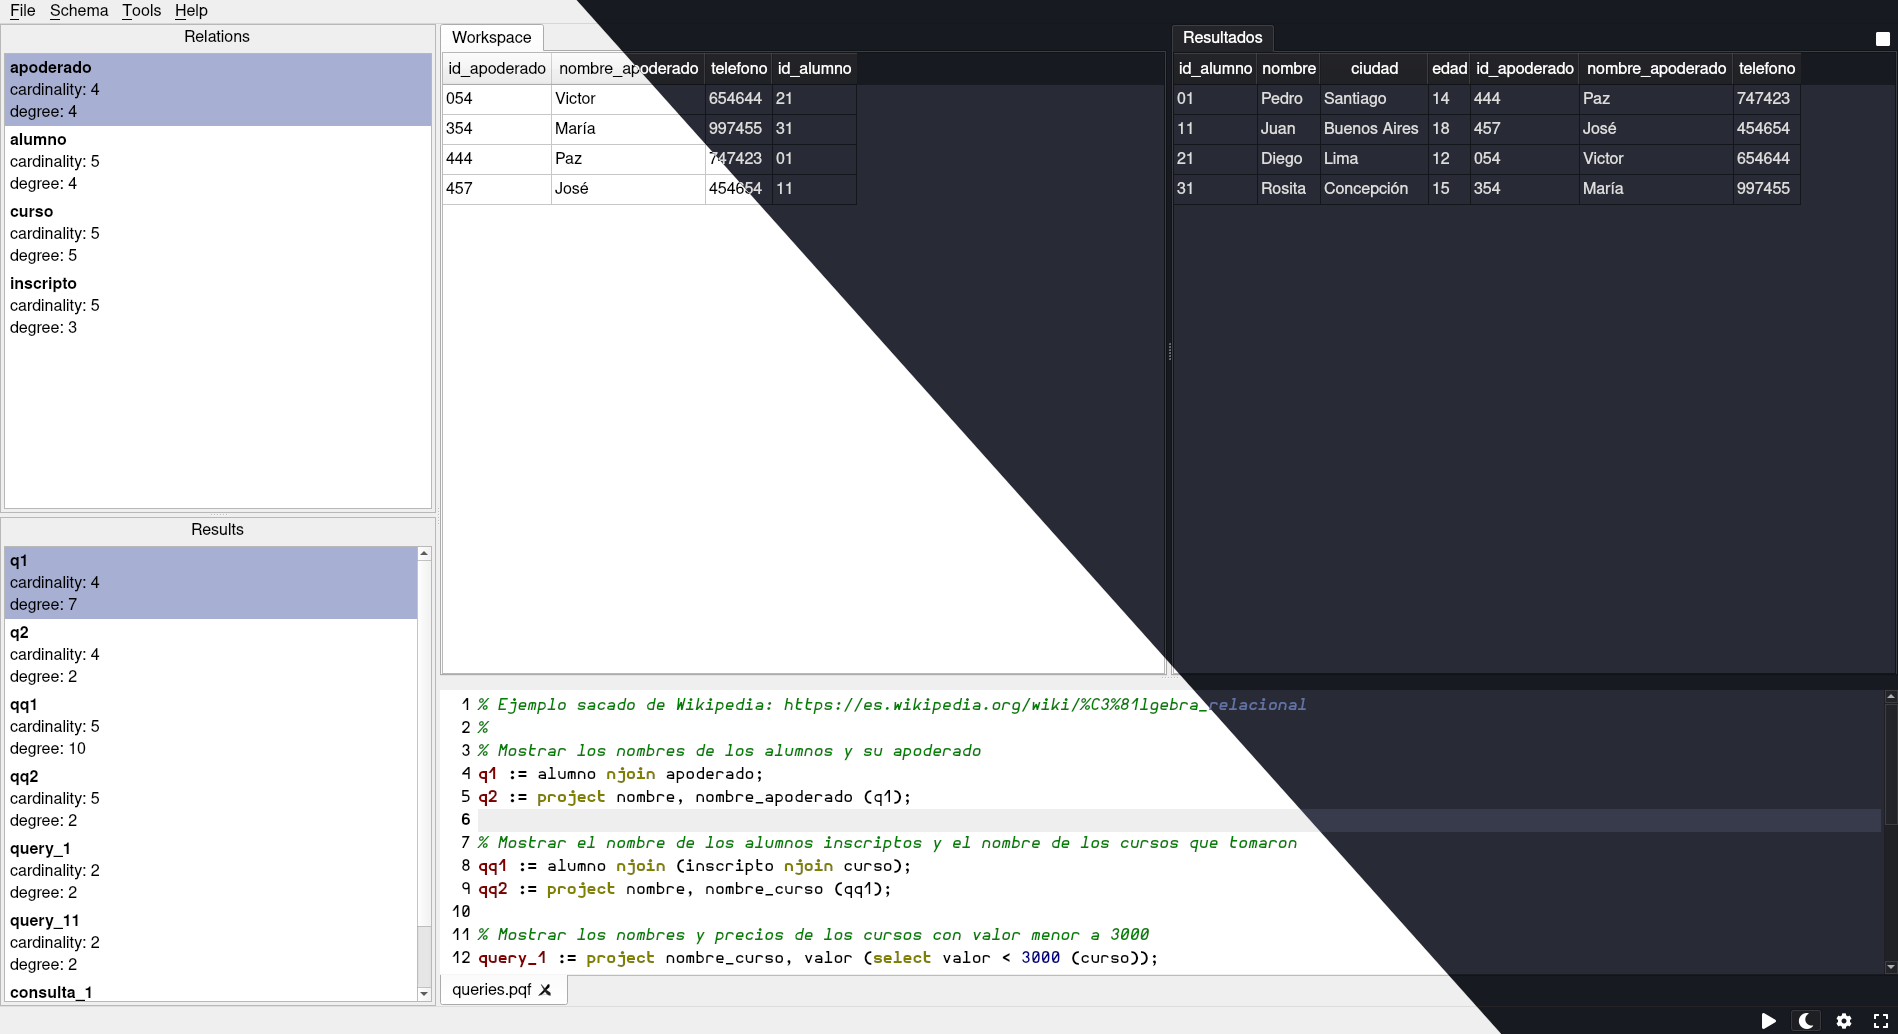 File Schema Tools Help
Relations
apoderado
cardinality: 4
degree: 4
alumno
cardinality: 5
degree: 4
curso
cardinality: 5
degree: 5
inscripto
cardinality: 5
degree: 3
Results
q1
cardinality: 4
degree: 7
q2
cardinality: 4
degree: 2
qq1
cardinality: 5
degree: 10
qq2
cardinality: 5
degree: 2
query_1
cardinality: 2
degree: 2
query_11
cardinality: 2
degree: 2
consulta_1
Workspace
id_apoderado nombre_apoderado telefono id_alumno
054 Victor 654644 21
354 María 997455 31
444 Paz 747423 01
457 José 454654 11
Resultados
id_alumno nombre ciudad edad id_apoderado nombre_apoderado telefono
01 Pedro Santiago 14 444 Paz 747423
11 Juan Buenos Aires 18 457 José 454654
21 Diego Lima 12 054 Victor 654644
31 Rosita Concepción 15 354 María 997455
1 % Ejemplo sacado de Wikipedia: https://es.wikipedia.org/wiki/%C3%81lgebra_relacional
2 %
3 % Mostrar los nombres de los alumnos y su apoderado
4 q1 := alumno njoin apoderado;
5 q2 := project nombre, nombre_apoderado (q1);
6
7 % Mostrar el nombre de los alumnos inscriptos y el nombre de los cursos que tomaron
8 qq1 := alumno njoin (inscripto njoin curso);
9 qq2 := project nombre, nombre_curso (qq1);
10
11 % Mostrar los nombres y precios de los cursos con valor menor a 3000
12 query_1 := project nombre_curso, valor (select valor < 3000 (curso));
queries.pqf